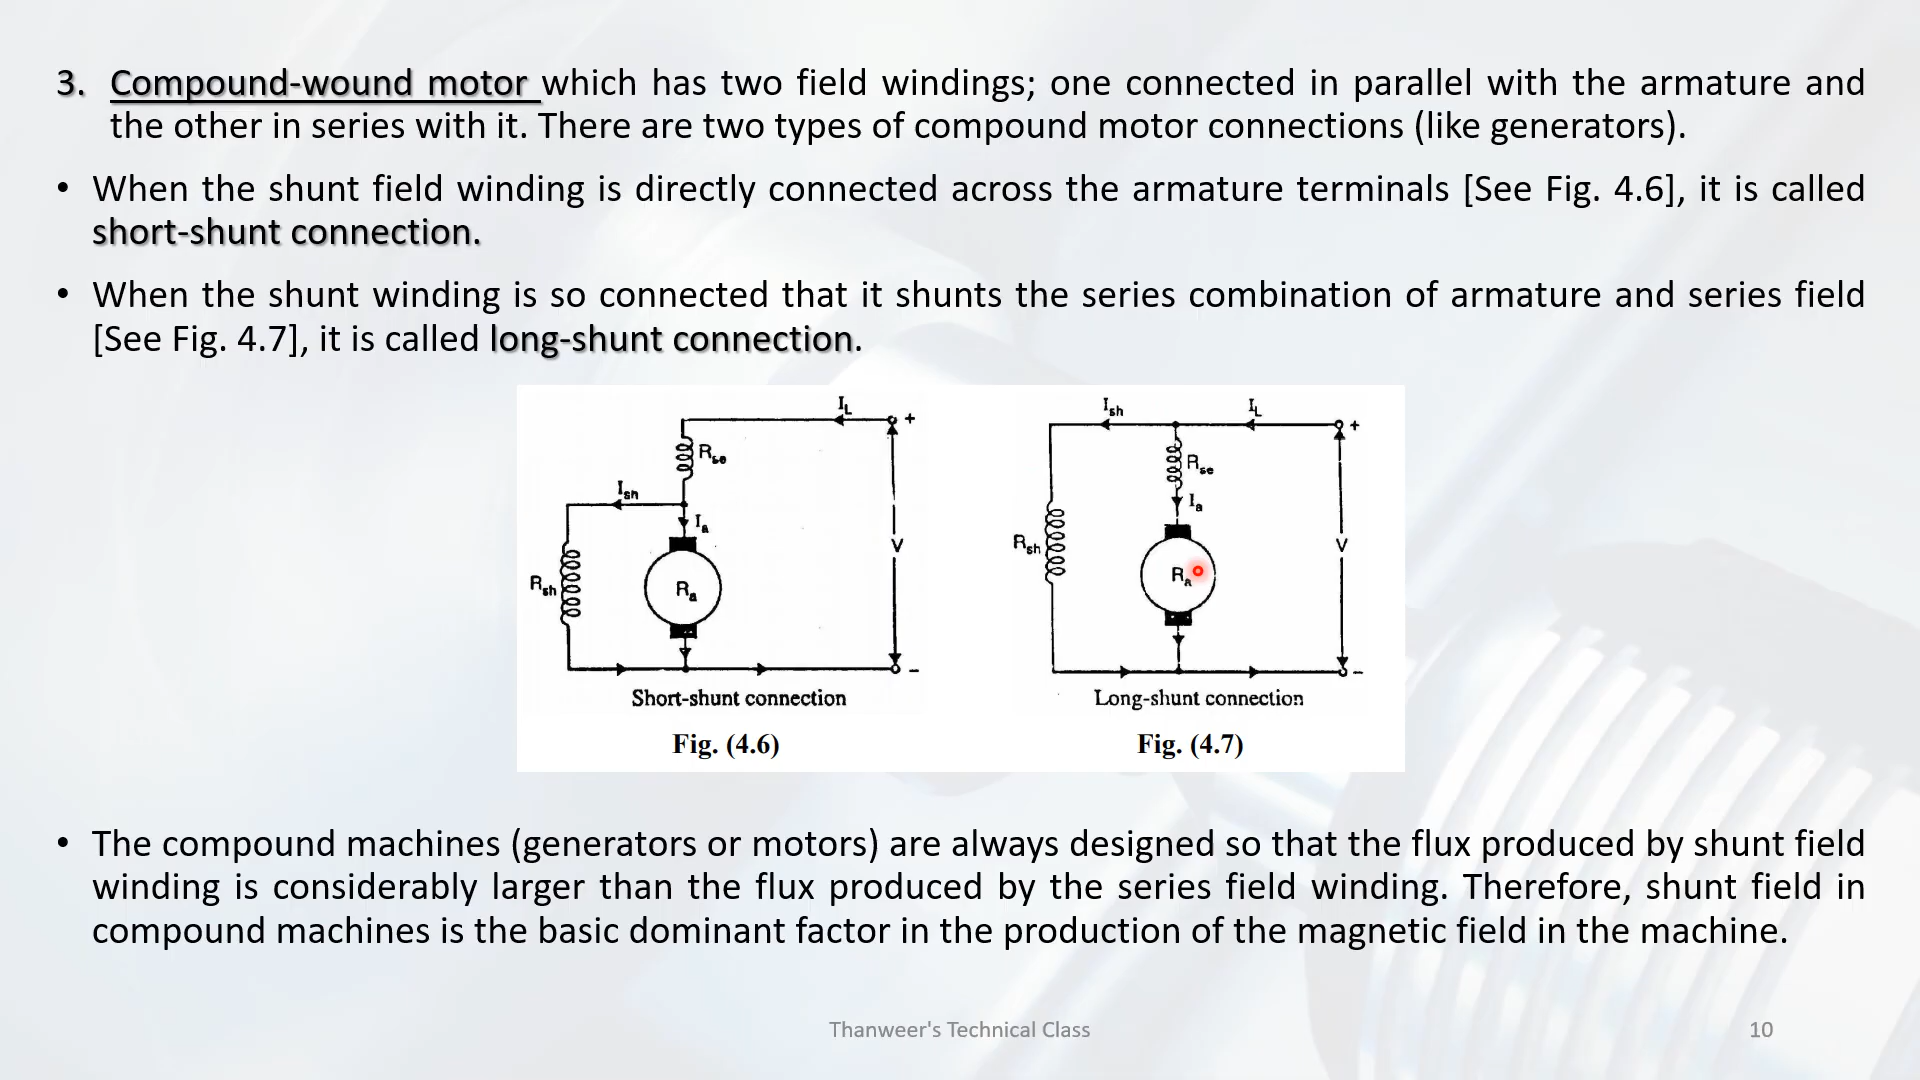 3. Compound-wound motor which has two field windings; one connected in parallel with the armature and
the other in series with it. There are two types of compound motor connections (like generators).
• When the shunt field winding is directly connected across the armature terminals [See Fig. 4.6], it is called
short-shunt connection.
• When the shunt winding is so connected that it shunts the series combination of armature and series field
[See Fig. 4.7], it is called long-shunt connection.
IL
+
Rse
Ish
Ia
V
Rsh
Ra
−
Short-shunt connection
Fig. (4.6)
Ish
IL
+
Rse
Ia
Rsh
V
Ra
−
Long-shunt connection
Fig. (4.7)
• The compound machines (generators or motors) are always designed so that the flux produced by shunt field
winding is considerably larger than the flux produced by the series field winding. Therefore, shunt field in
compound machines is the basic dominant factor in the production of the magnetic field in the machine.
Thanweer's Technical Class
10